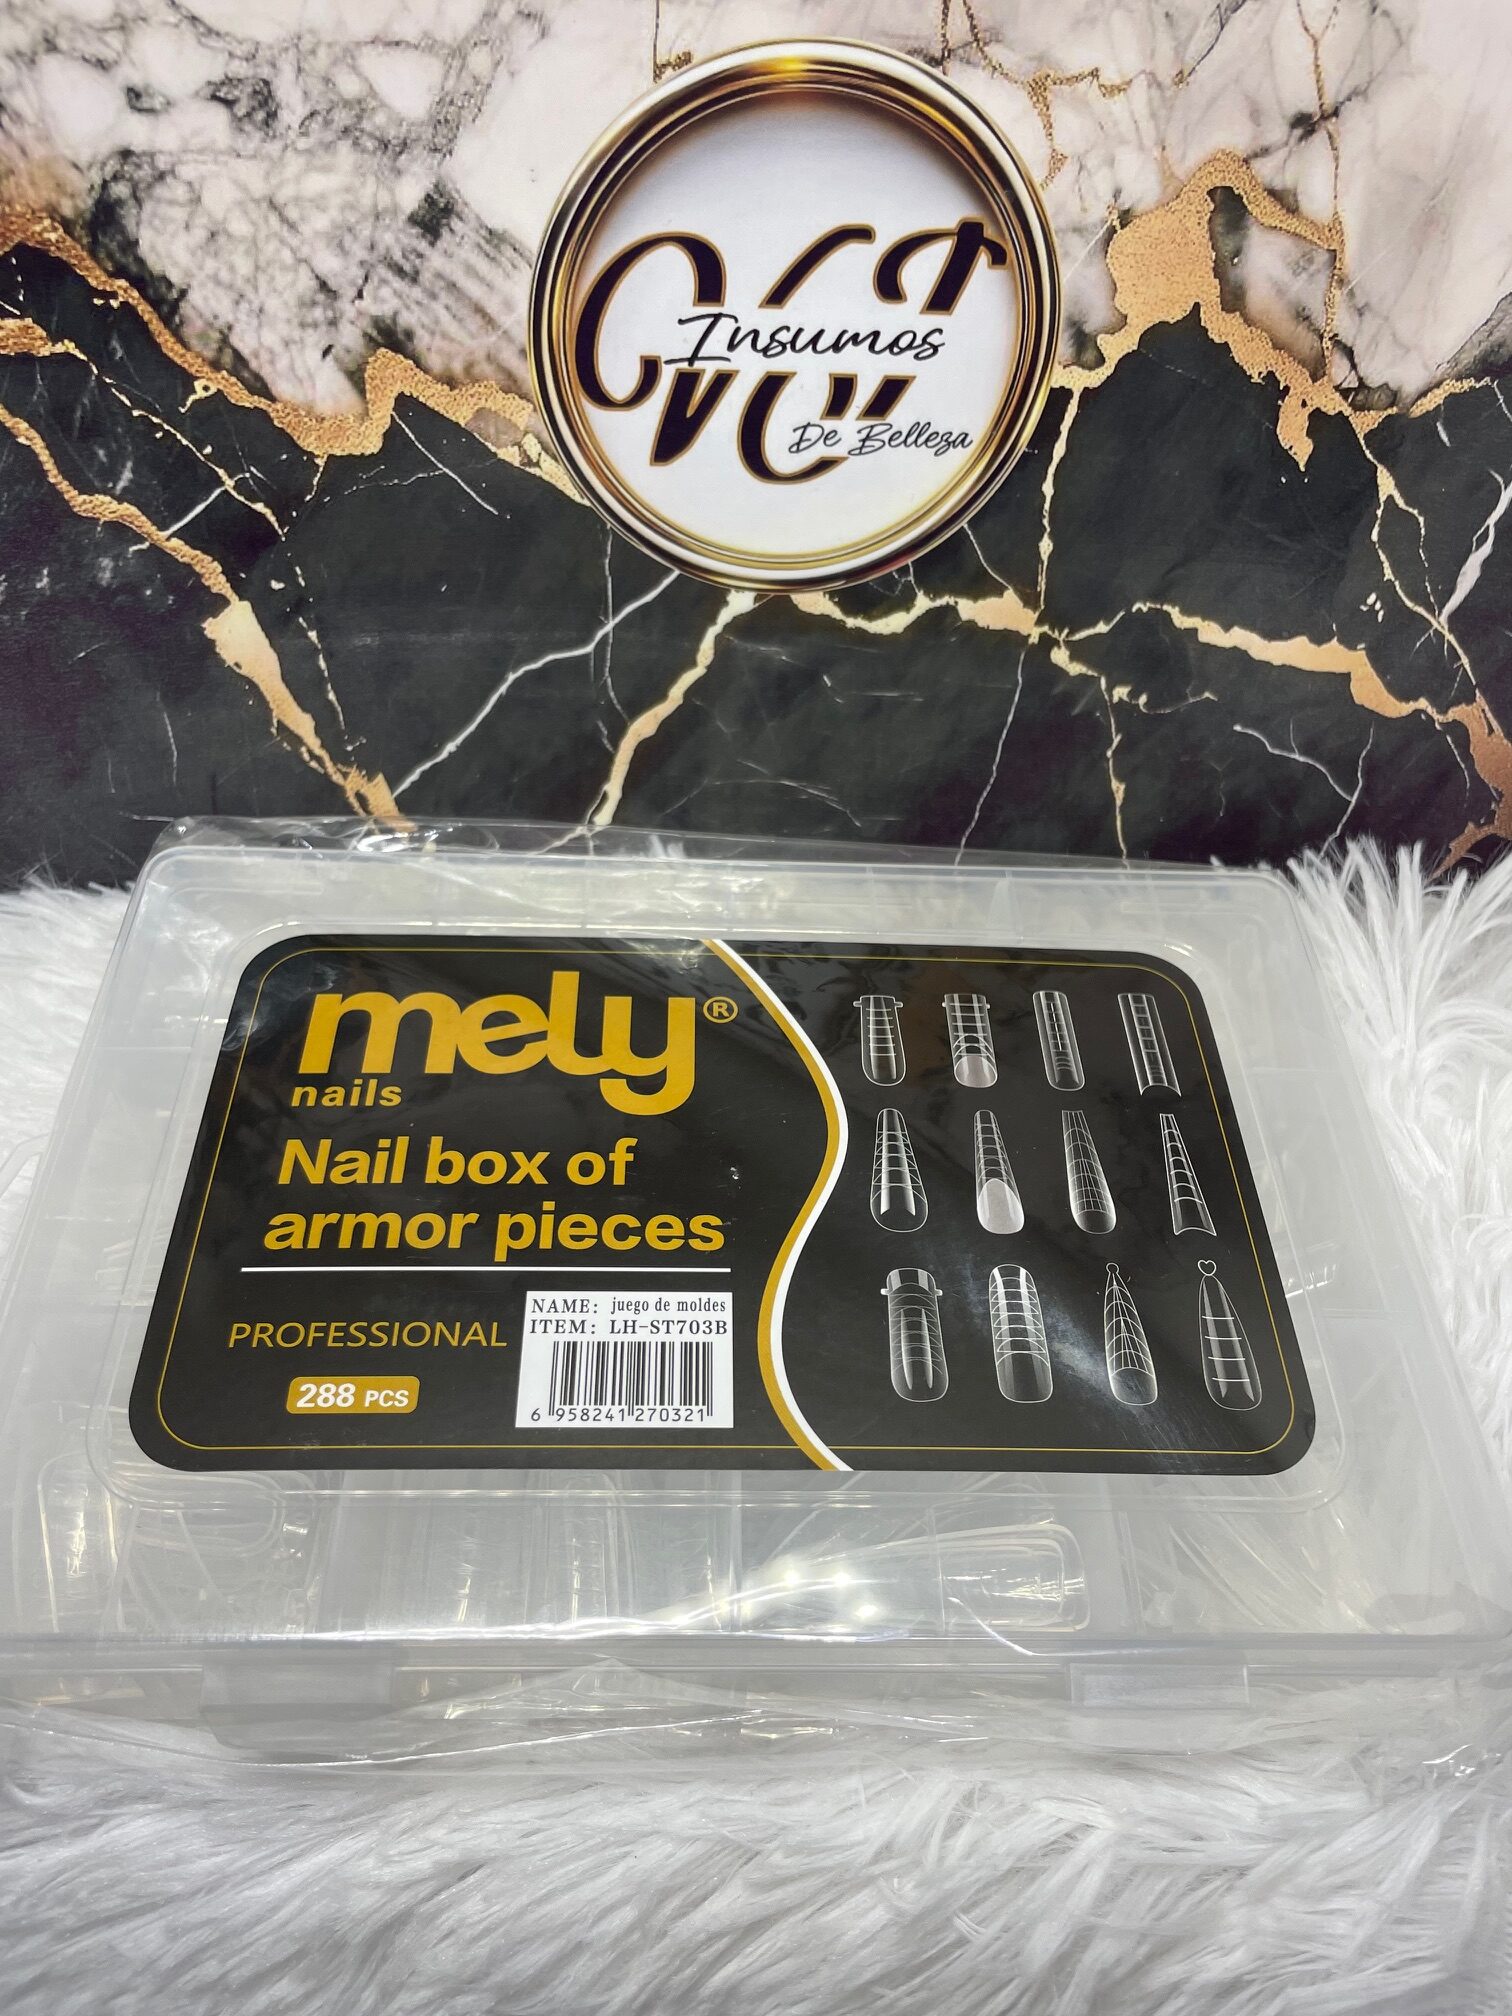 Insumos
De Belleza
mely®
nails
Nail box of
armor pieces
PROFESSIONAL
288 PCS
NAME: juego de moldes
ITEM: LH-ST703B
6 958241 270321